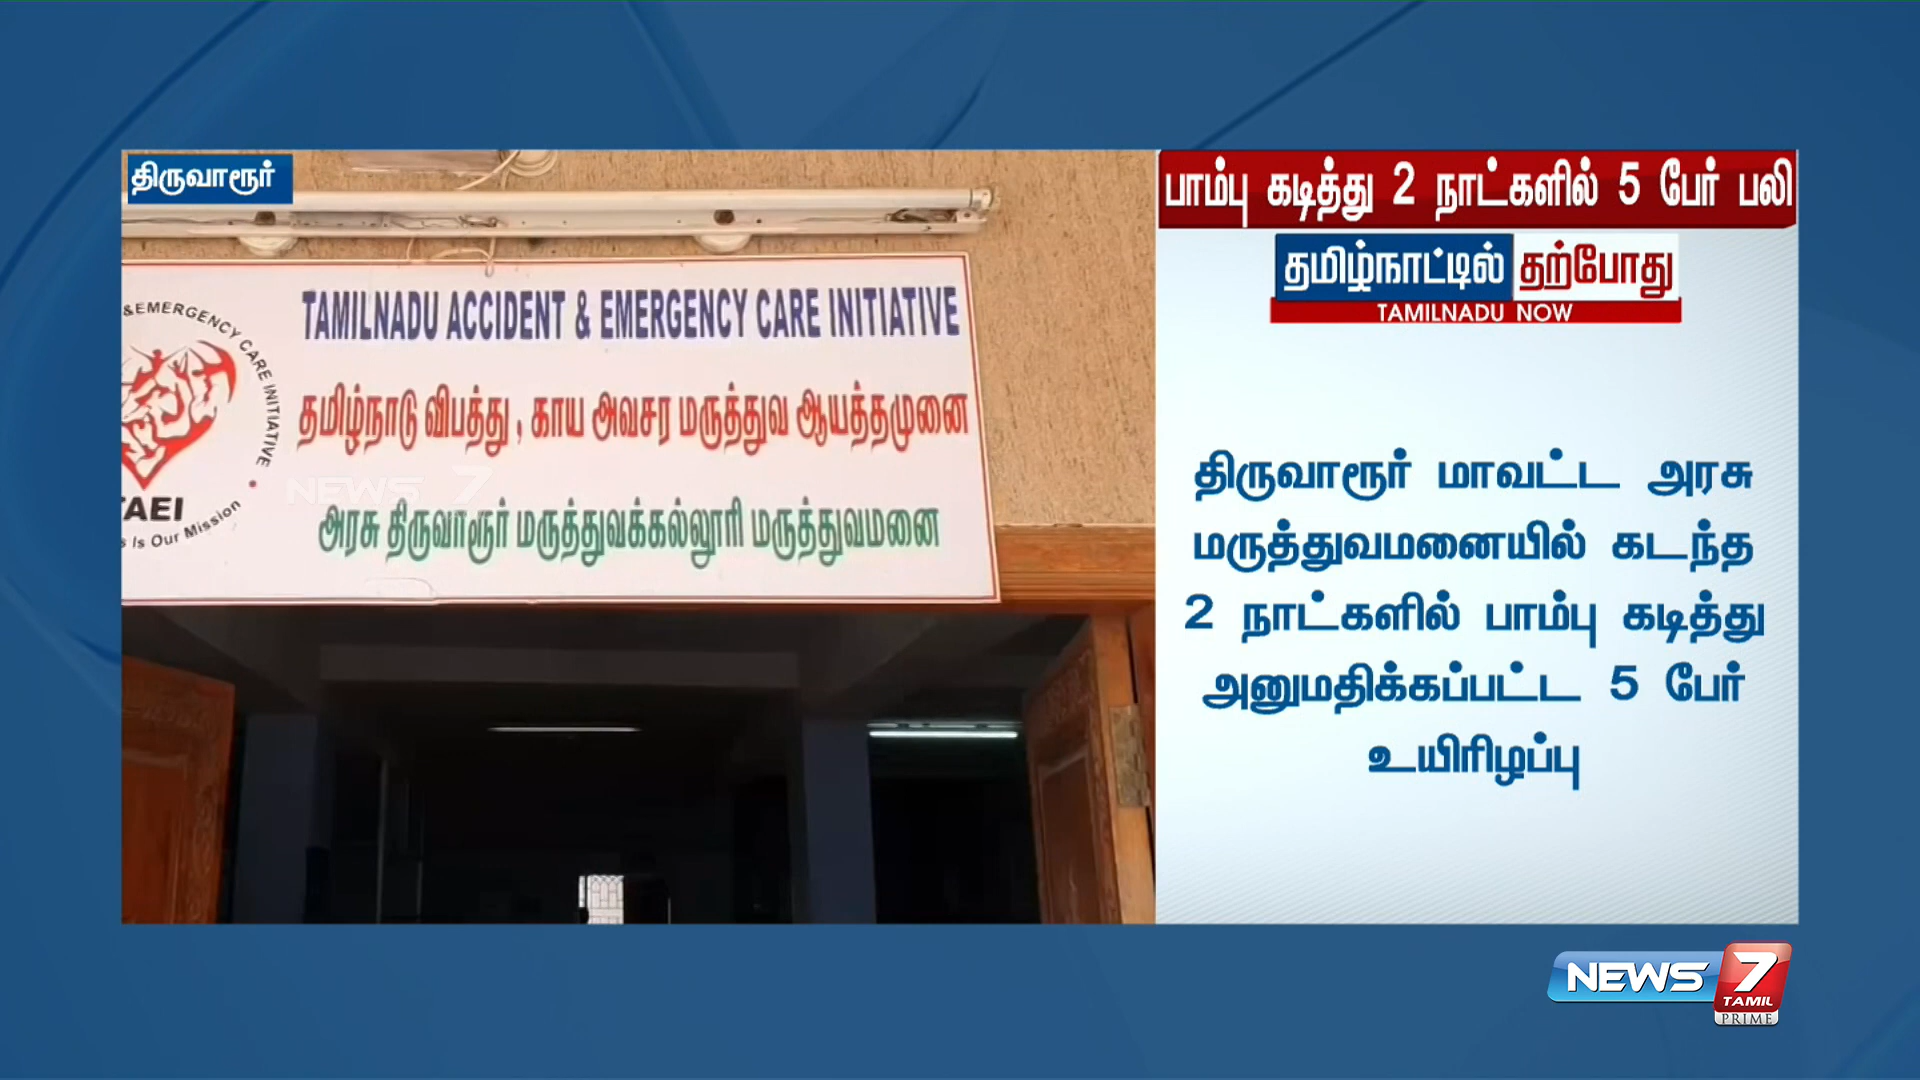 திருவாரூர்
TAMILNADU ACCIDENT & EMERGENCY CARE INITIATIVE
தமிழ்நாடு விபத்து , காய அவசர மருத்துவ ஆயத்தமுனை
அரசு திருவாரூர் மருத்துவக்கல்லூரி மருத்துவமனை
&EMERGENCY CARE INITIATIVE
TAEI
Is Our Mission
NEWS 7
பாம்பு கடித்து 2 நாட்களில் 5 பேர் பலி
தமிழ்நாட்டில் தற்போது
TAMILNADU NOW
திருவாரூர் மாவட்ட அரசு
மருத்துவமனையில் கடந்த
2 நாட்களில் பாம்பு கடித்து
அனுமதிக்கப்பட்ட 5 பேர்
உயிரிழப்பு
NEWS 7
TAMIL
PRIME